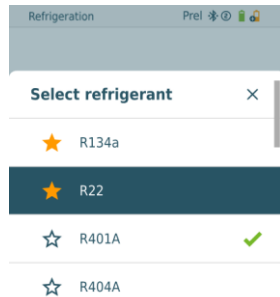 Refrigeration Prel
Select refrigerant
R134a
R22
R401A
R404A